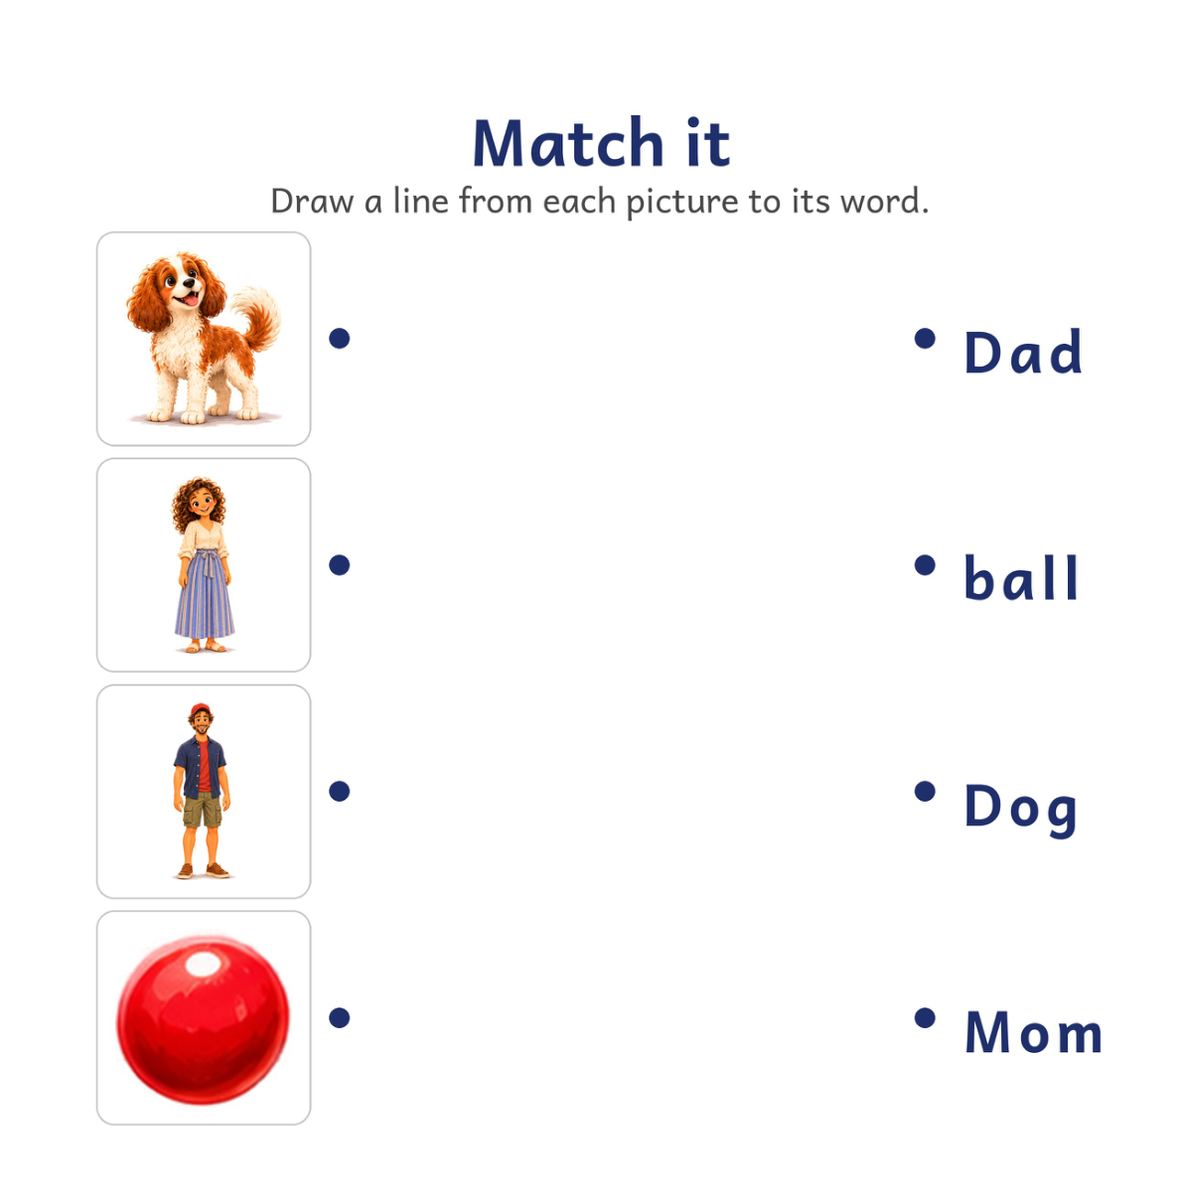 Match it
Draw a line from each picture to its word.
Dad
ball
Dog
Mom